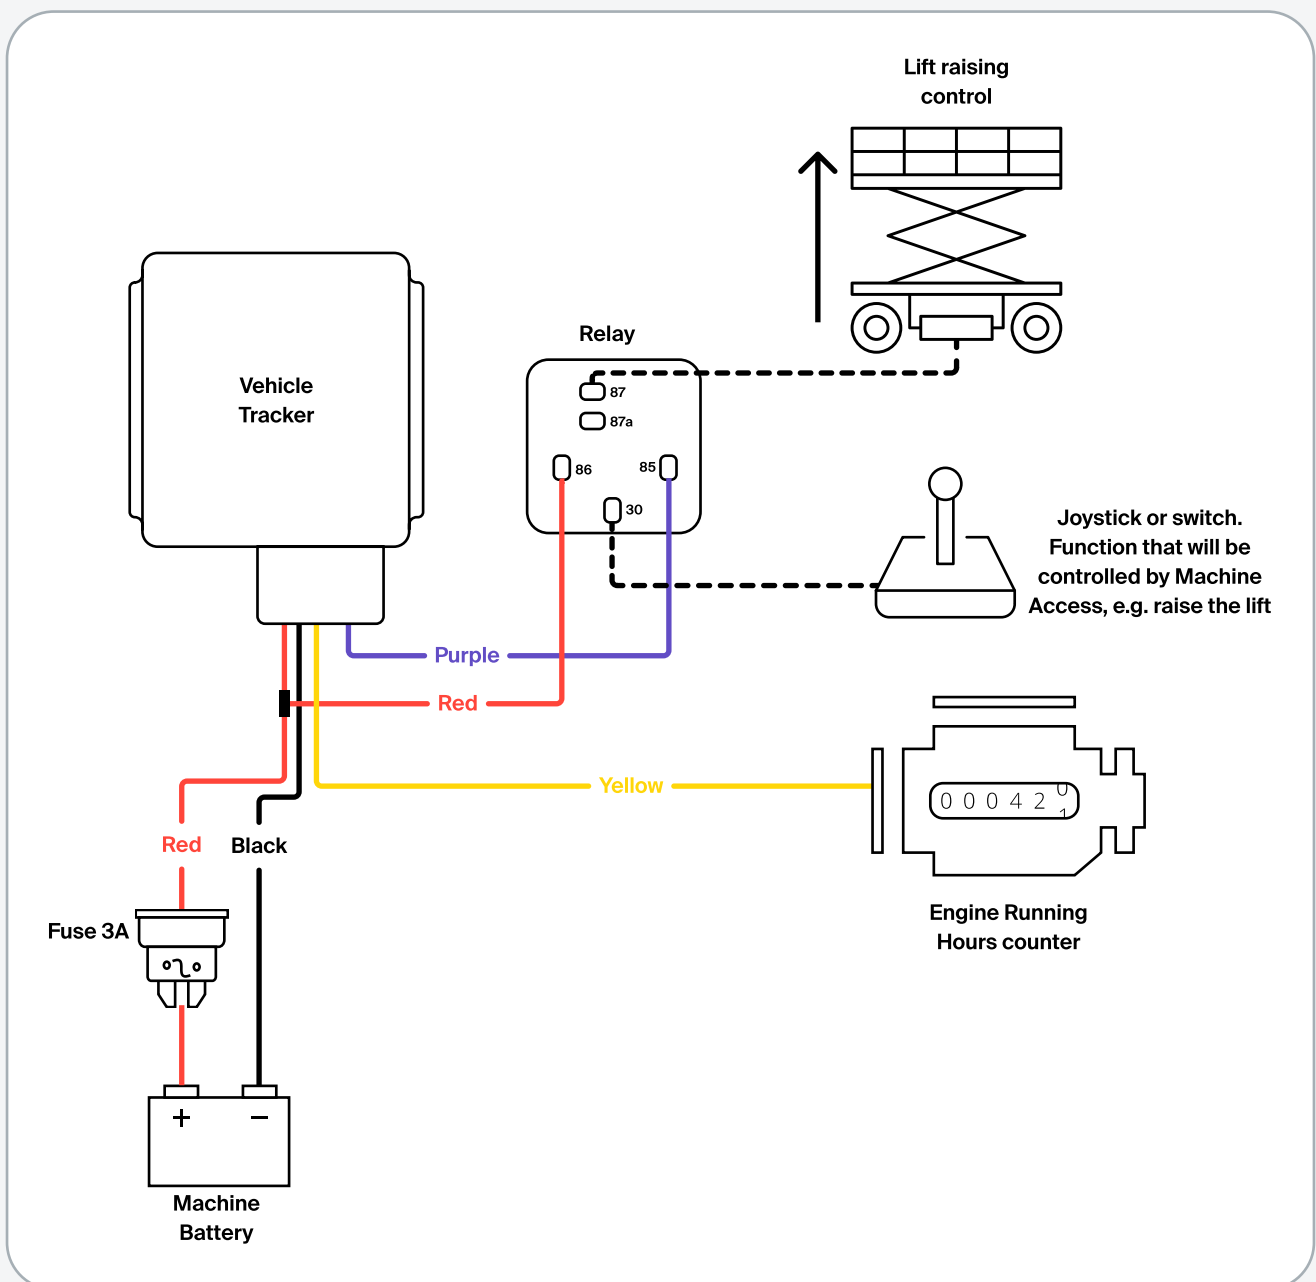 Lift raising
control
Vehicle
Tracker
Relay
87
87a
86
85
30
Joystick or switch.
Function that will be
controlled by Machine
Access, e.g. raise the lift
Purple
Red
Yellow
0 0 0 4 2 0
1
Red
Black
Engine Running
Hours counter
Fuse 3A
+
−
Machine
Battery